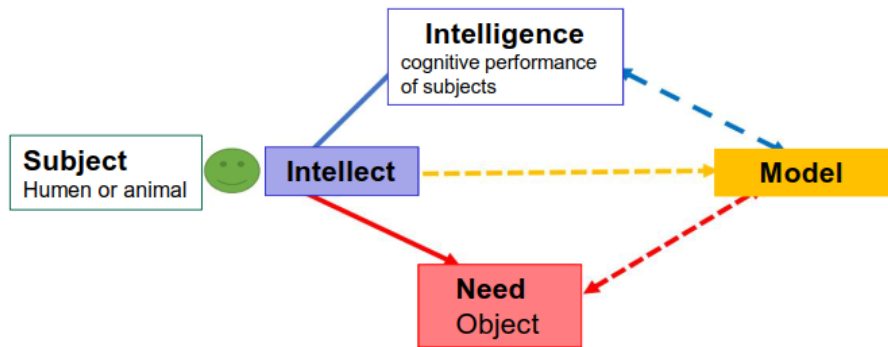 Intelligence
cognitive performance
of subjects
Subject
Humen or animal
Intellect
Model
Need
Object